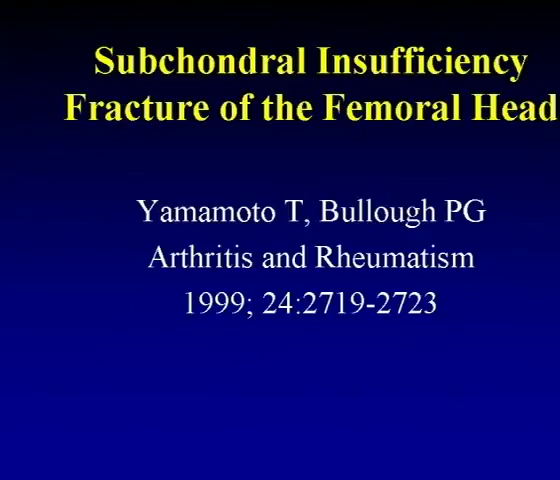 Subchondral Insufficiency
Fracture of the Femoral Head
Yamamoto T, Bullough PG
Arthritis and Rheumatism
1999; 24:2719-2723